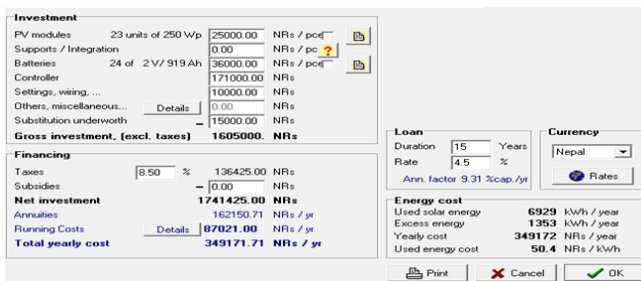 Investment
PV modules 23 units of 250 Wp 25000.00 NRs / pce
Supports / Integration 0.00 NRs / pc ?
Batteries 24 of 2V/ 919 Ah 36000.00 NRs / pce
Controller 171000.00 NRs
Settings, wiring, ... 10000.00 NRs
Others, miscellaneous... Details 0.00 NRs
Substitution underworth – 15000.00 NRs
Gross investment, (excl. taxes) 1605000. NRs
Financing
Taxes 8.50 % 136425.00 NRs
Subsidies – 0.00 NRs
Net investment 1741425.00 NRs
Annuities 162150.71 NRs / yr
Running Costs Details 87021.00 NRs / yr
Total yearly cost 349171.71 NRs / yr
Loan
Duration 15 Years
Rate 4.5 %
Ann. factor 9.31 %cap./yr
Currency
Nepal
Rates
Energy cost
Used solar energy 6929 kWh / year
Excess energy 1353 kWh / year
Yearly cost 349172 NRs / year
Used energy cost 50.4 NRs / kWh
Print Cancel OK